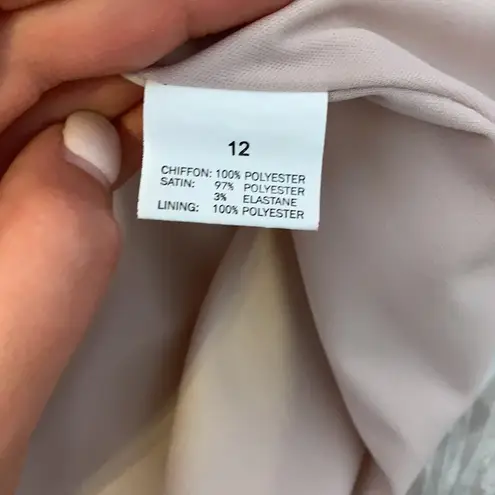 12
CHIFFON: 100% POLYESTER
SATIN: 97% POLYESTER
3% ELASTANE
LINING: 100% POLYESTER